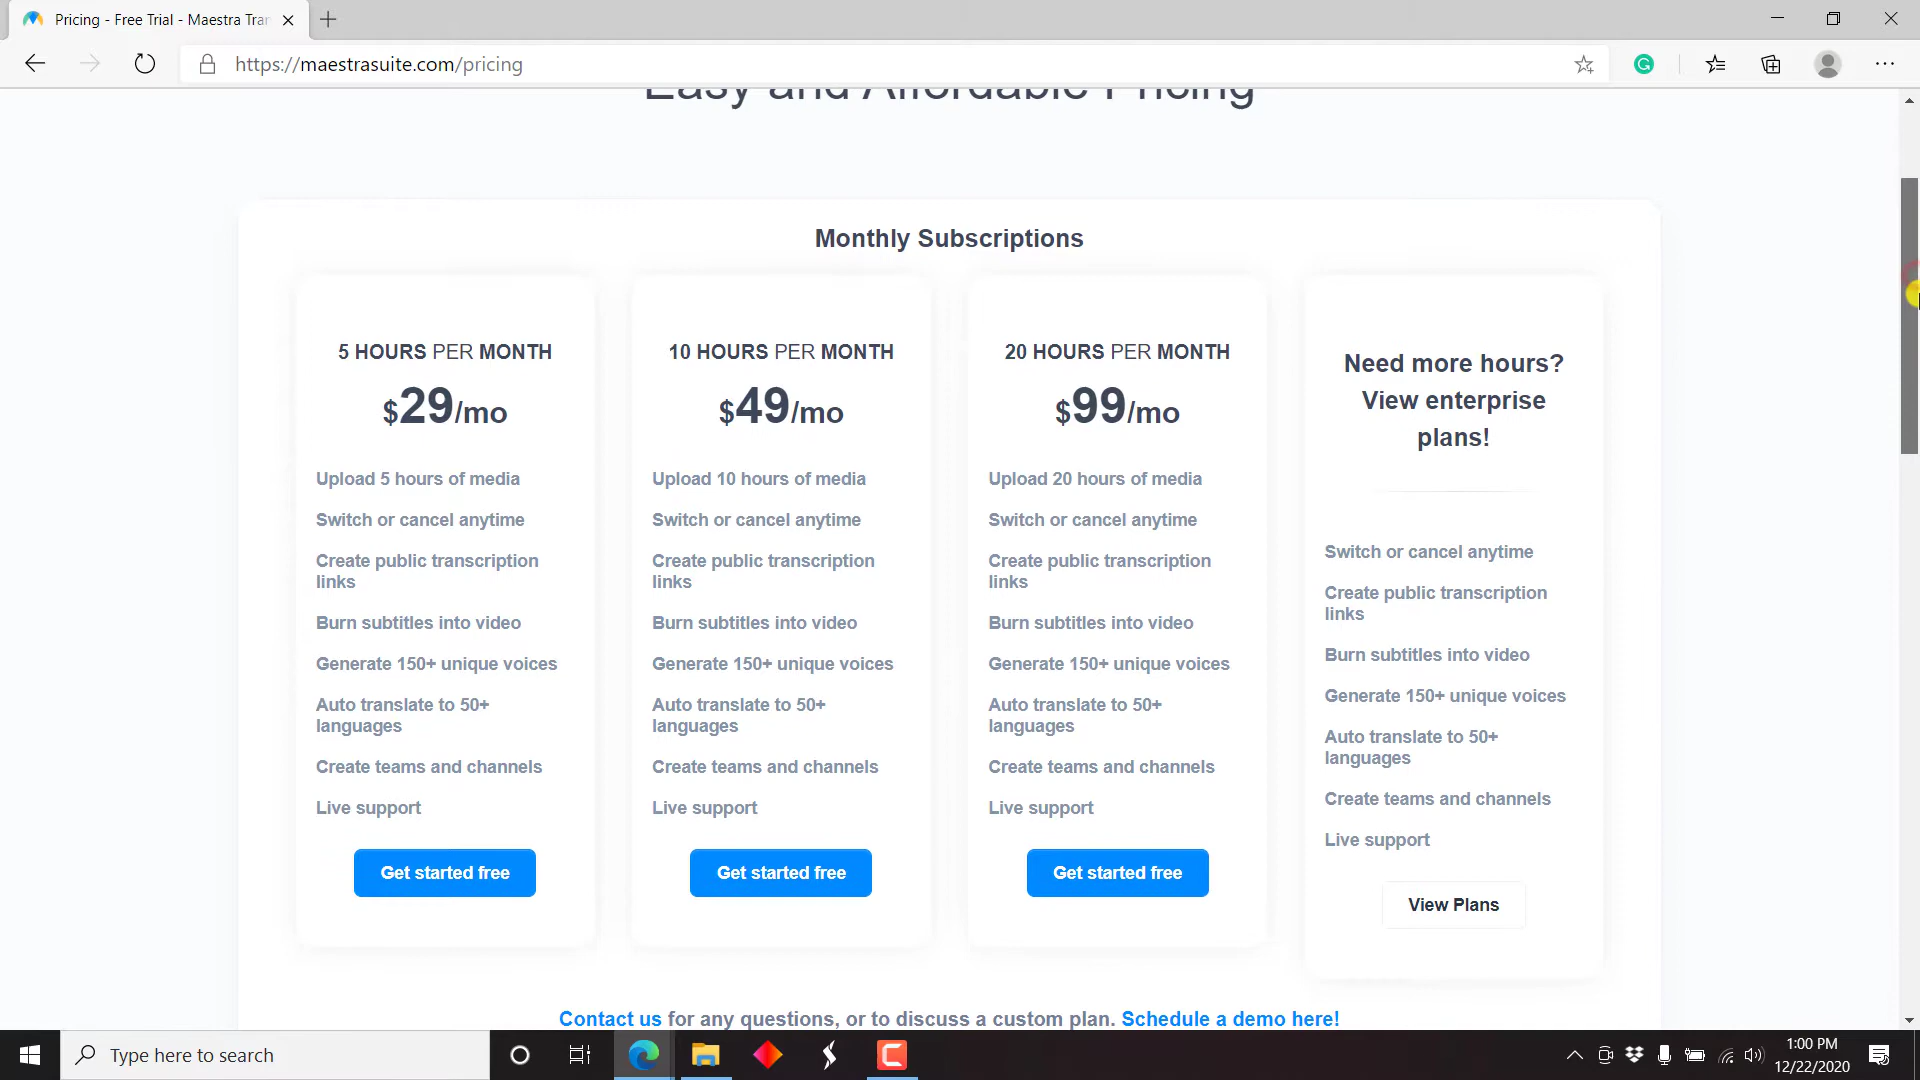 Pricing - Free Trial - Maestra Tran
https://maestrasuite.com/pricing
Easy and Affordable Pricing
Monthly Subscriptions
5 HOURS PER MONTH
$29/mo
Upload 5 hours of media
Switch or cancel anytime
Create public transcription
links
Burn subtitles into video
Generate 150+ unique voices
Auto translate to 50+
languages
Create teams and channels
Live support
Get started free
10 HOURS PER MONTH
$49/mo
Upload 10 hours of media
Switch or cancel anytime
Create public transcription
links
Burn subtitles into video
Generate 150+ unique voices
Auto translate to 50+
languages
Create teams and channels
Live support
Get started free
20 HOURS PER MONTH
$99/mo
Upload 20 hours of media
Switch or cancel anytime
Create public transcription
links
Burn subtitles into video
Generate 150+ unique voices
Auto translate to 50+
languages
Create teams and channels
Live support
Get started free
Need more hours?
View enterprise
plans!
Switch or cancel anytime
Create public transcription
links
Burn subtitles into video
Generate 150+ unique voices
Auto translate to 50+
languages
Create teams and channels
Live support
View Plans
Contact us for any questions, or to discuss a custom plan. Schedule a demo here!
Type here to search
1:00 PM
12/22/2020